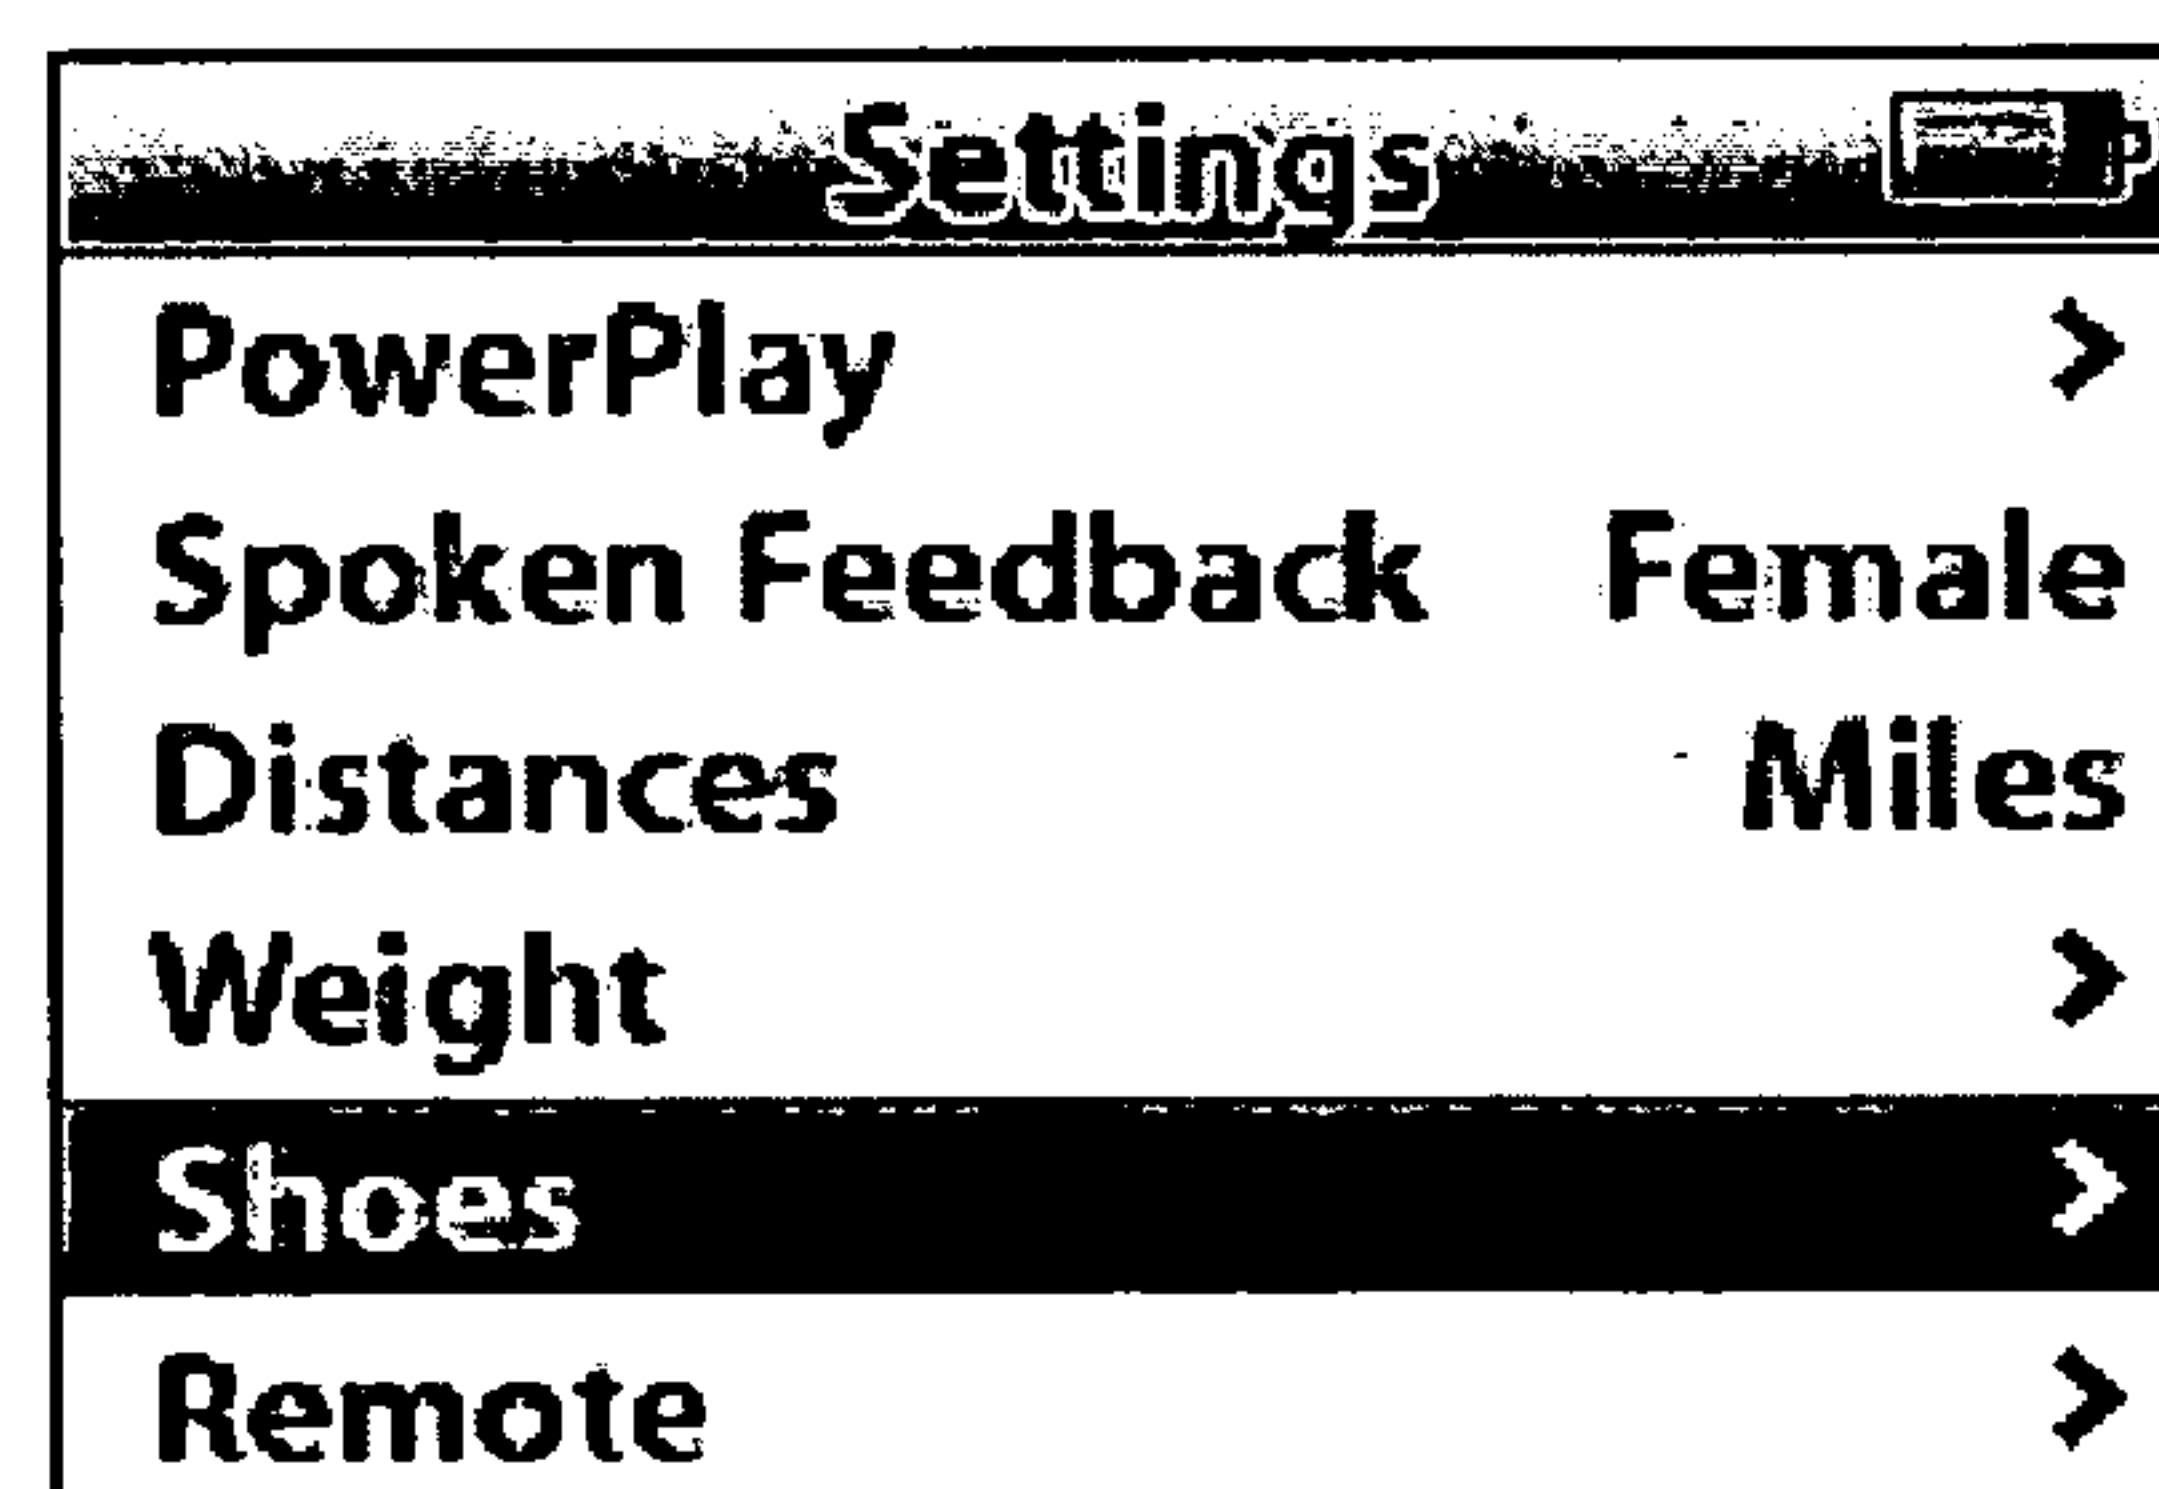 Settings
PowerPlay >
Spoken Feedback Female
Distances Miles
Weight >
Shoes >
Remote >